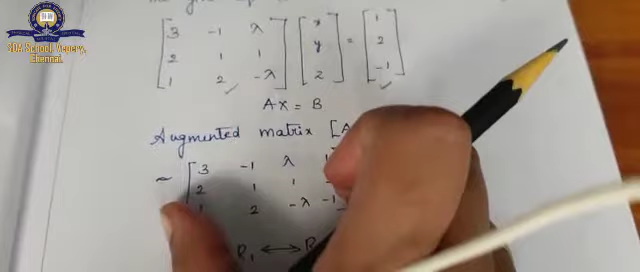 SDA School, Vepery,
Chennai.
3 -1 λ x 1
2 1 1 y = 2
1 2 -λ z -1
AX = B
Augmented matrix [A
~ 3 -1 λ
2 1 1
1 2 -λ -1
R₁ ↔ R